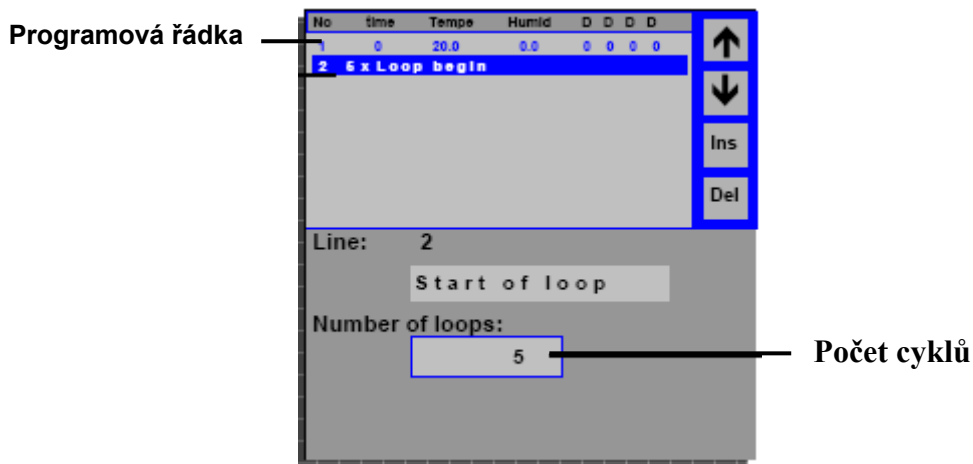 No time Tempe Humid D D D D
Programová řádka
1 0 20.0 0.0 0 0 0 0
2 5 x Loop begin
Ins
Del
Line: 2
Start of loop
Number of loops:
5
Počet cyklů